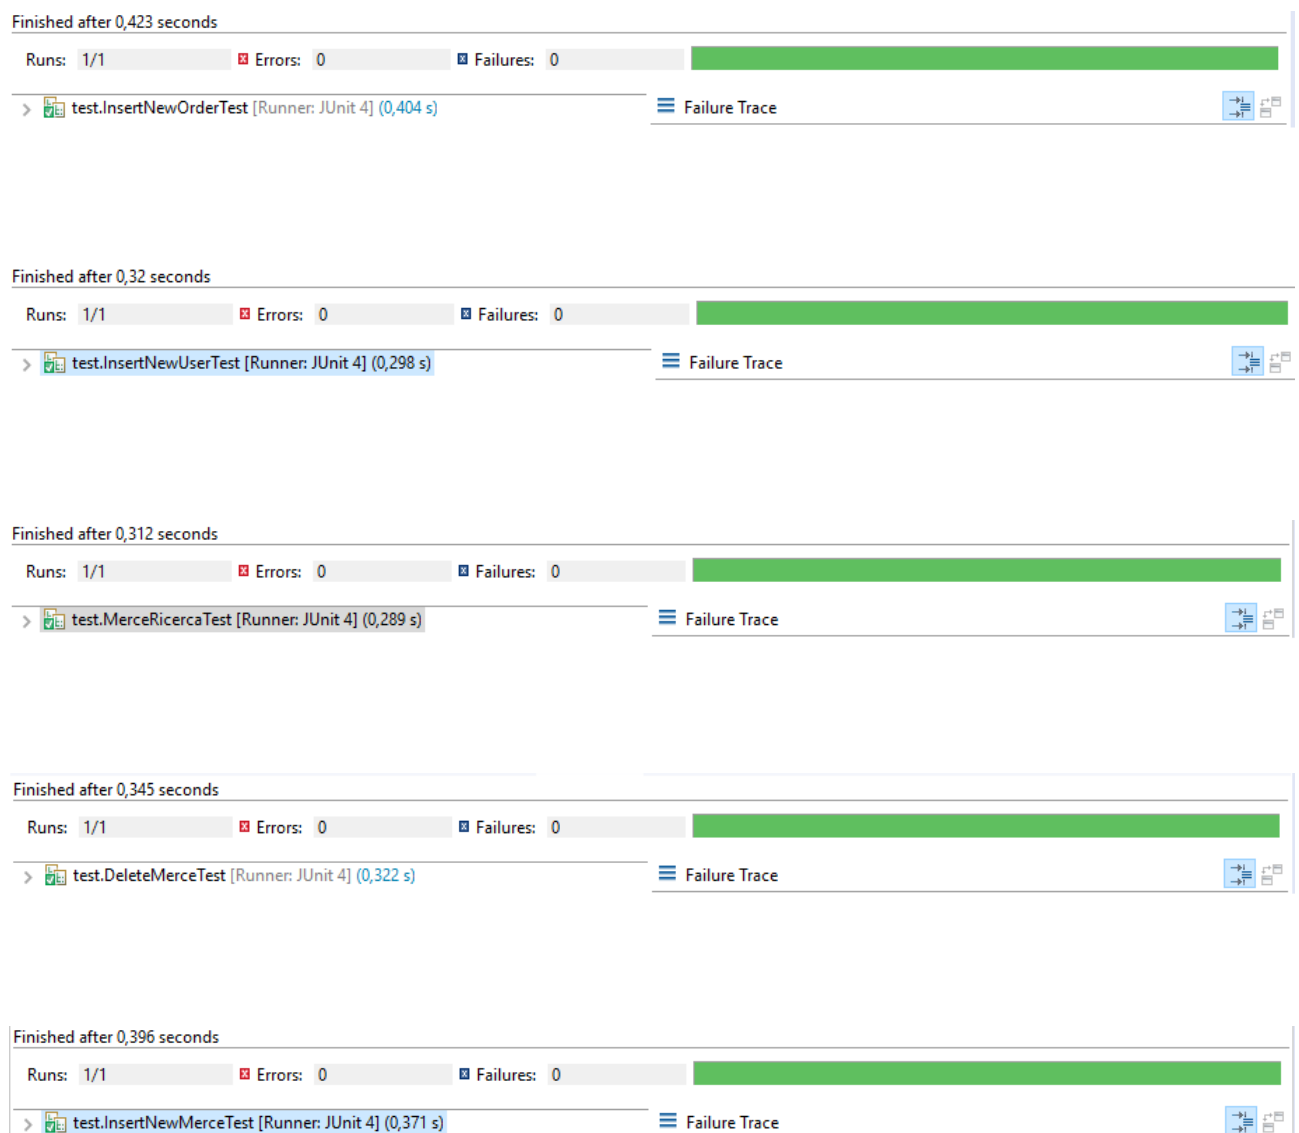 Finished after 0,423 seconds
Runs: 1/1 Errors: 0 Failures: 0
test.InsertNewOrderTest [Runner: JUnit 4] (0,404 s) Failure Trace
Finished after 0,32 seconds
Runs: 1/1 Errors: 0 Failures: 0
test.InsertNewUserTest [Runner: JUnit 4] (0,298 s) Failure Trace
Finished after 0,312 seconds
Runs: 1/1 Errors: 0 Failures: 0
test.MerceRicercaTest [Runner: JUnit 4] (0,289 s) Failure Trace
Finished after 0,345 seconds
Runs: 1/1 Errors: 0 Failures: 0
test.DeleteMerceTest [Runner: JUnit 4] (0,322 s) Failure Trace
Finished after 0,396 seconds
Runs: 1/1 Errors: 0 Failures: 0
test.InsertNewMerceTest [Runner: JUnit 4] (0,371 s) Failure Trace